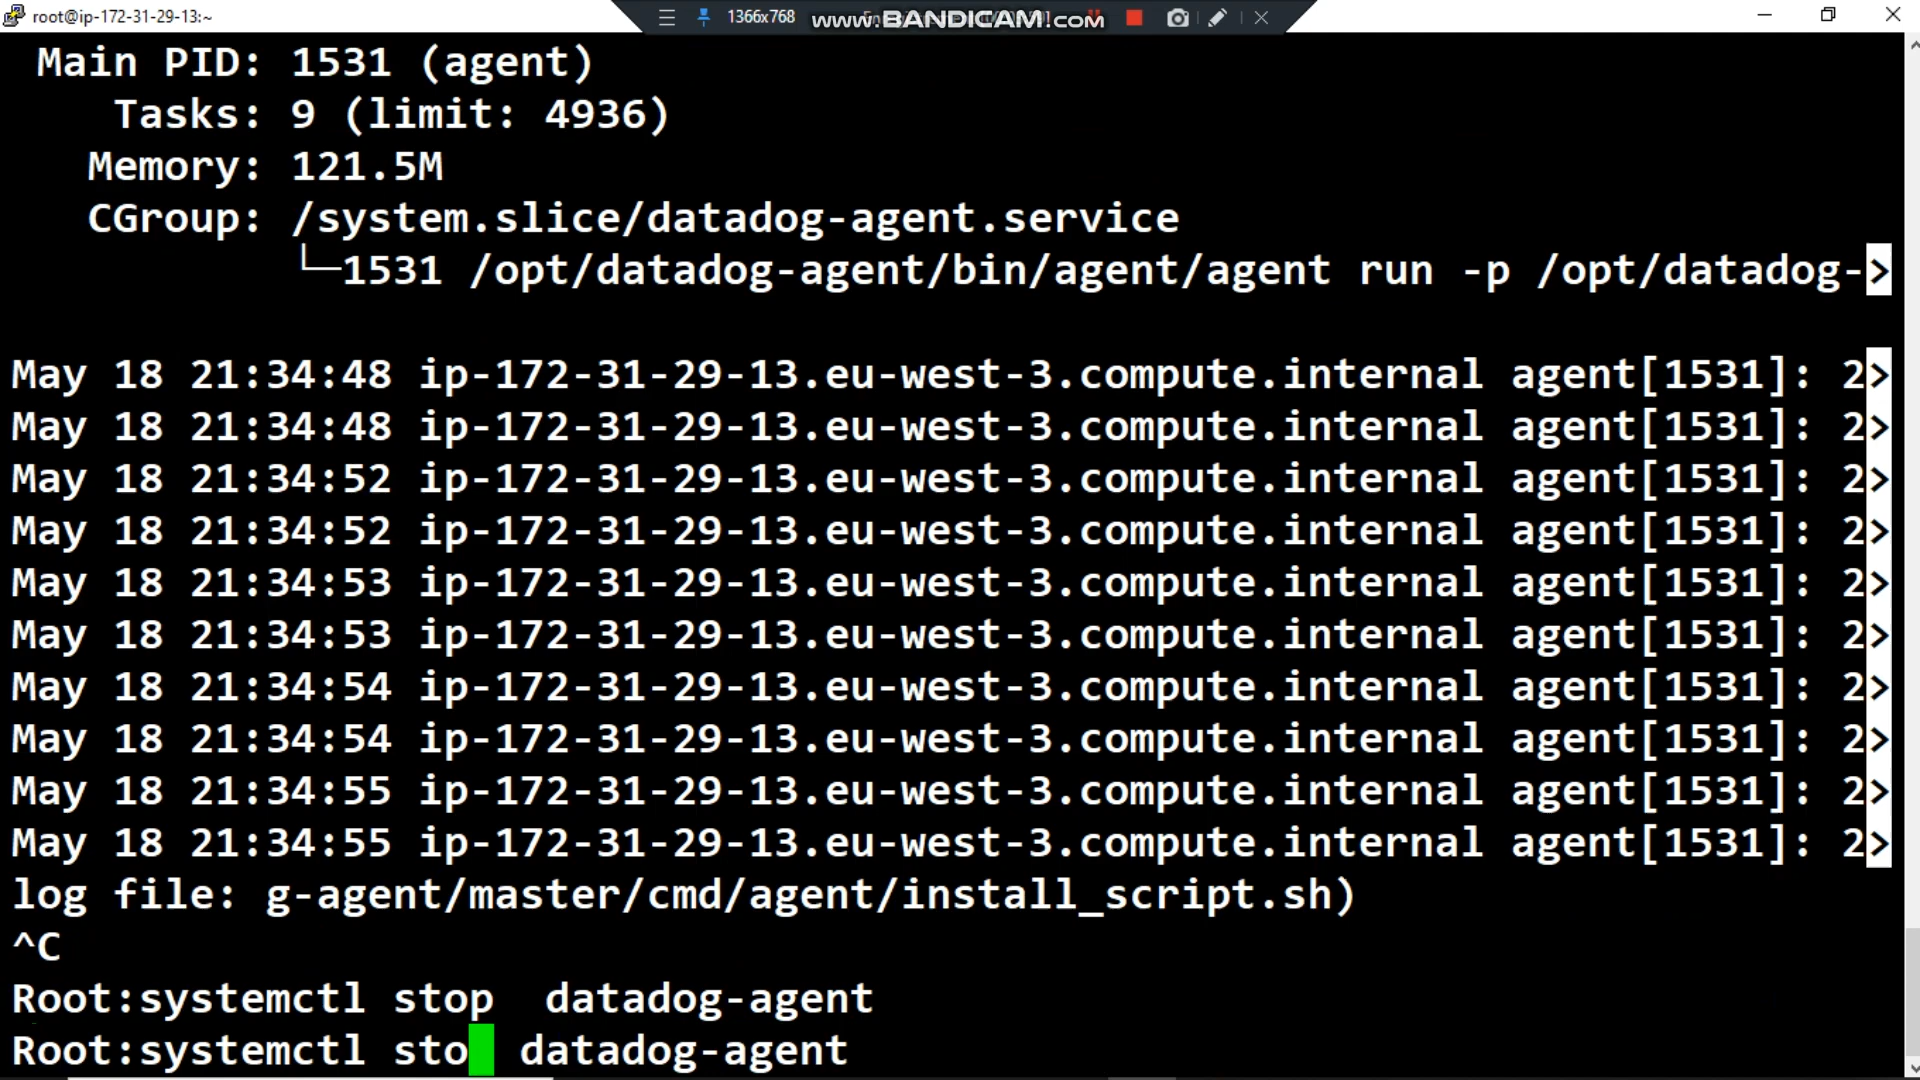 root@ip-172-31-29-13:~
1366x768
www.BANDICAM.com
Main PID: 1531 (agent)
Tasks: 9 (limit: 4936)
Memory: 121.5M
CGroup: /system.slice/datadog-agent.service
└─1531 /opt/datadog-agent/bin/agent/agent run -p /opt/datadog->
May 18 21:34:48 ip-172-31-29-13.eu-west-3.compute.internal agent[1531]: 2>
May 18 21:34:48 ip-172-31-29-13.eu-west-3.compute.internal agent[1531]: 2>
May 18 21:34:52 ip-172-31-29-13.eu-west-3.compute.internal agent[1531]: 2>
May 18 21:34:52 ip-172-31-29-13.eu-west-3.compute.internal agent[1531]: 2>
May 18 21:34:53 ip-172-31-29-13.eu-west-3.compute.internal agent[1531]: 2>
May 18 21:34:53 ip-172-31-29-13.eu-west-3.compute.internal agent[1531]: 2>
May 18 21:34:54 ip-172-31-29-13.eu-west-3.compute.internal agent[1531]: 2>
May 18 21:34:54 ip-172-31-29-13.eu-west-3.compute.internal agent[1531]: 2>
May 18 21:34:55 ip-172-31-29-13.eu-west-3.compute.internal agent[1531]: 2>
May 18 21:34:55 ip-172-31-29-13.eu-west-3.compute.internal agent[1531]: 2>
log file: g-agent/master/cmd/agent/install_script.sh)
^C
Root:systemctl stop  datadog-agent
Root:systemctl sto  datadog-agent